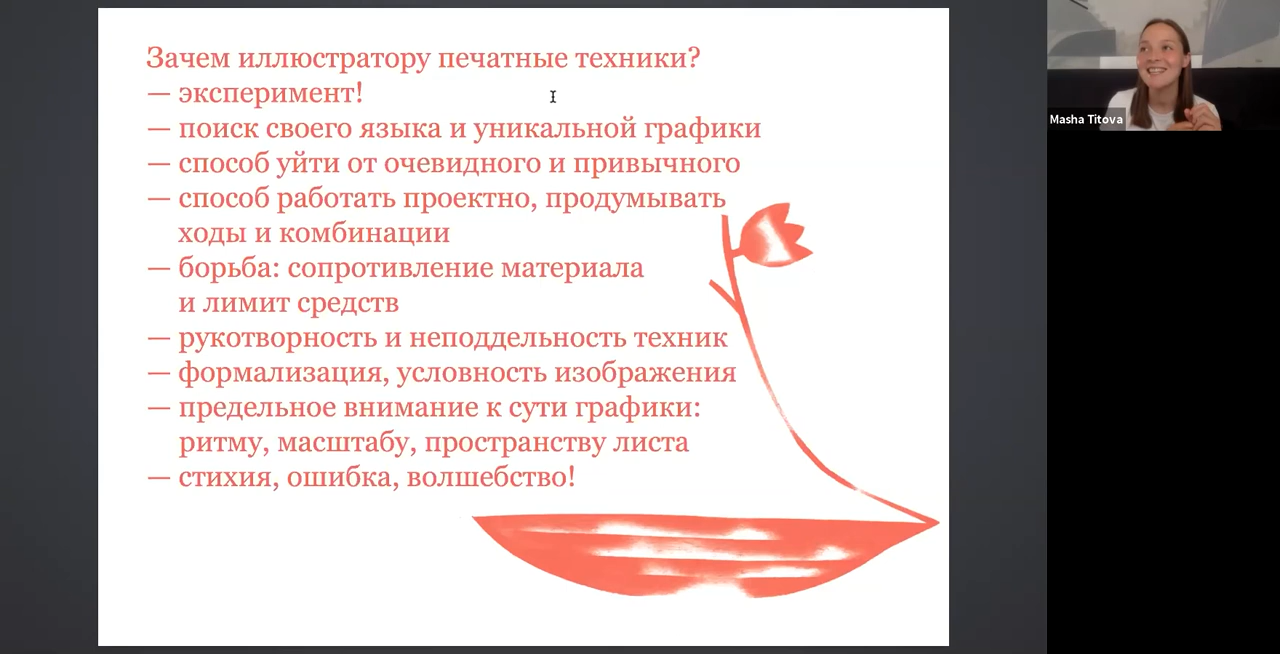 Зачем иллюстратору печатные техники?
— эксперимент!
— поиск своего языка и уникальной графики
— способ уйти от очевидного и привычного
— способ работать проектно, продумывать
ходы и комбинации
— борьба: сопротивление материала
и лимит средств
— рукотворность и неподдельность техник
— формализация, условность изображения
— предельное внимание к сути графики:
ритму, масштабу, пространству листа
— стихия, ошибка, волшебство!
Masha Titova